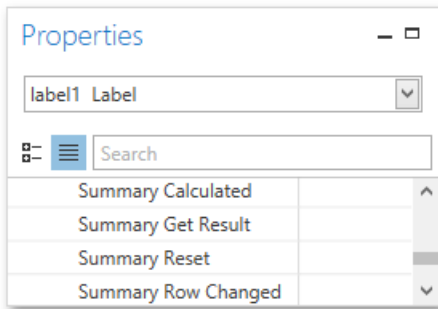 Properties
label1 Label
Search
Summary Calculated
Summary Get Result
Summary Reset
Summary Row Changed